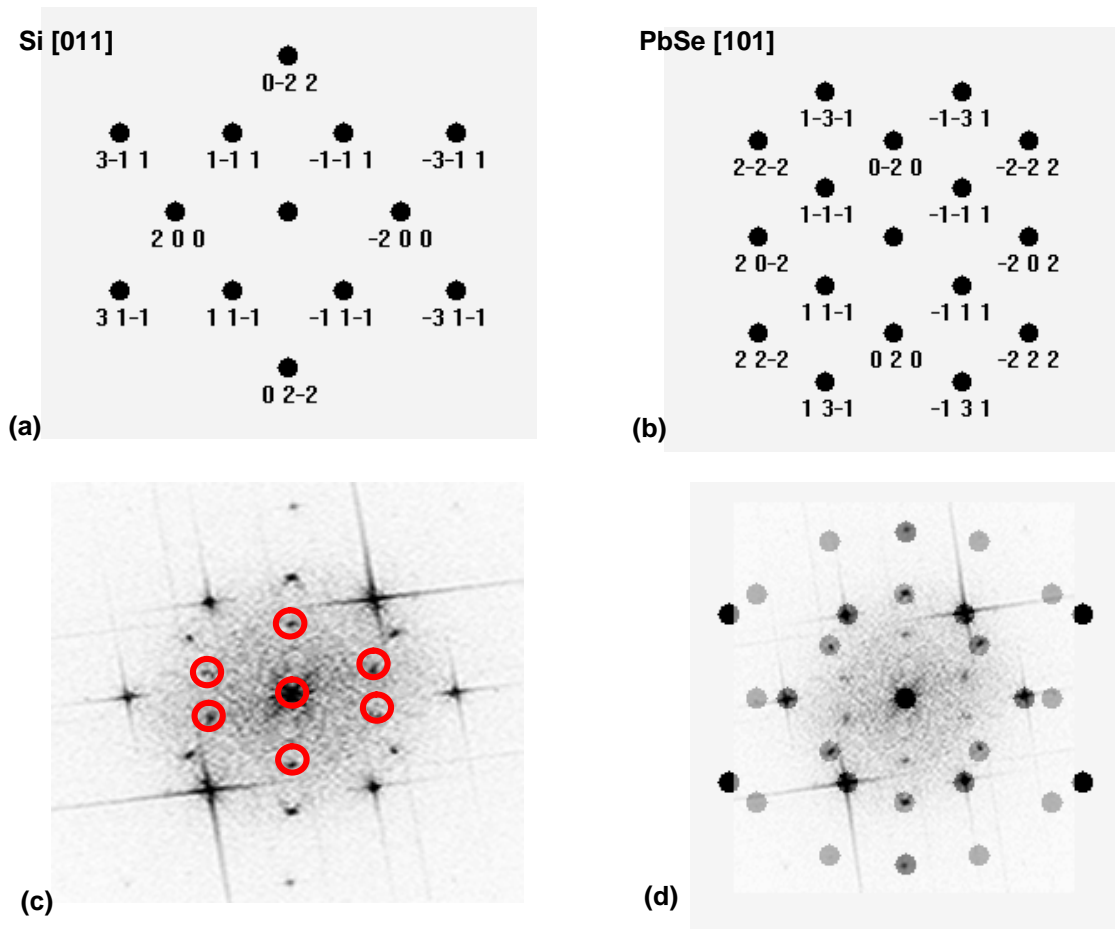 Si [011]
0-2 2
3-1 1 1-1 1 -1-1 1 -3-1 1
2 0 0 -2 0 0
3 1-1 1 1-1 -1 1-1 -3 1-1
0 2-2
(a)
PbSe [101]
1-3-1 -1-3 1
2-2-2 0-2 0 -2-2 2
1-1-1 -1-1 1
2 0-2 -2 0 2
1 1-1 -1 1 1
2 2-2 0 2 0 -2 2 2
1 3-1 -1 3 1
(b)
(c)
(d)